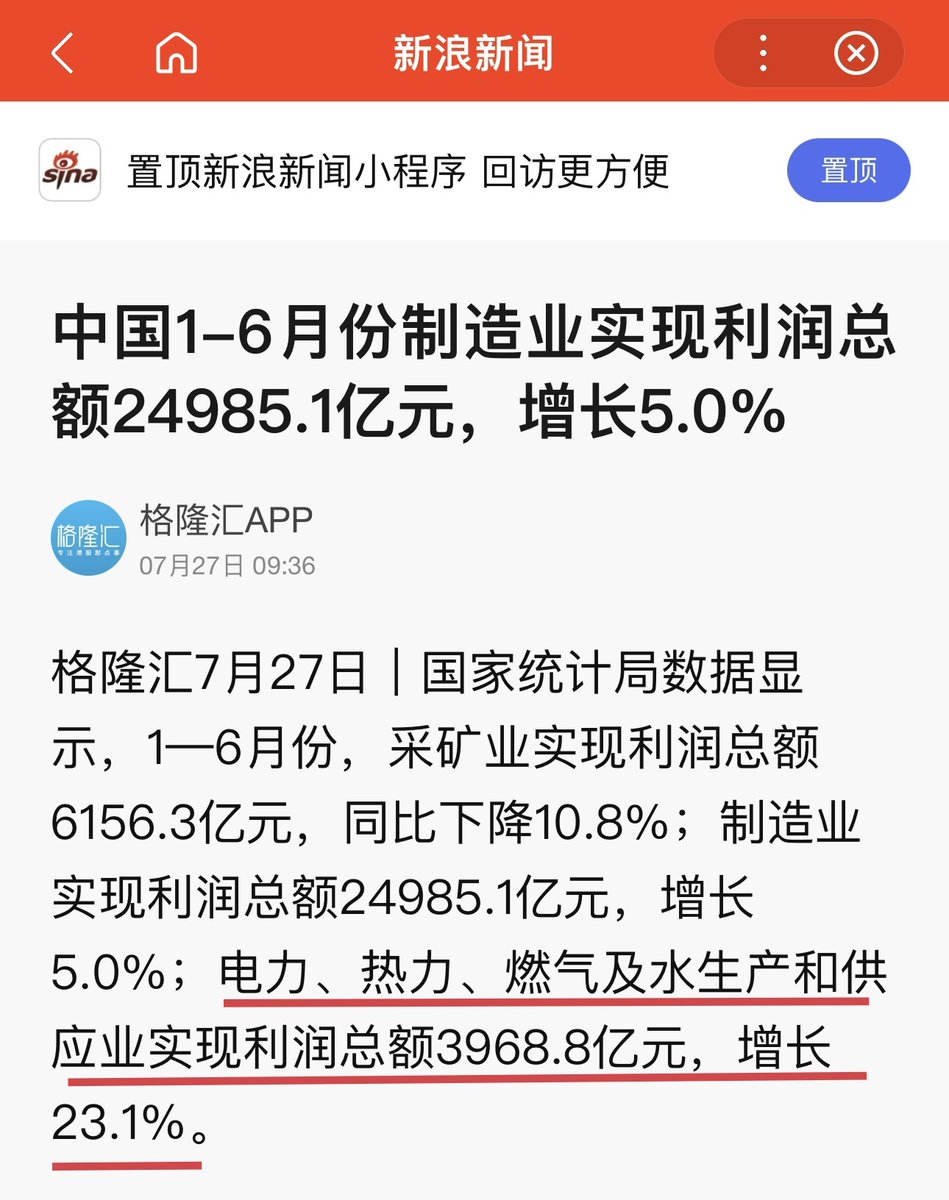 新浪新闻
sina
置顶新浪新闻小程序 回访更方便
置顶
中国1–6月份制造业实现利润总
额24985.1亿元，增长5.0%
格隆汇
专注港股那点事
格隆汇APP
07月27日 09:36
格隆汇7月27日｜国家统计局数据显
示，1—6月份，采矿业实现利润总额
6156.3亿元，同比下降10.8%；制造业
实现利润总额24985.1亿元，增长
5.0%；电力、热力、燃气及水生产和供
应业实现利润总额3968.8亿元，增长
23.1%。